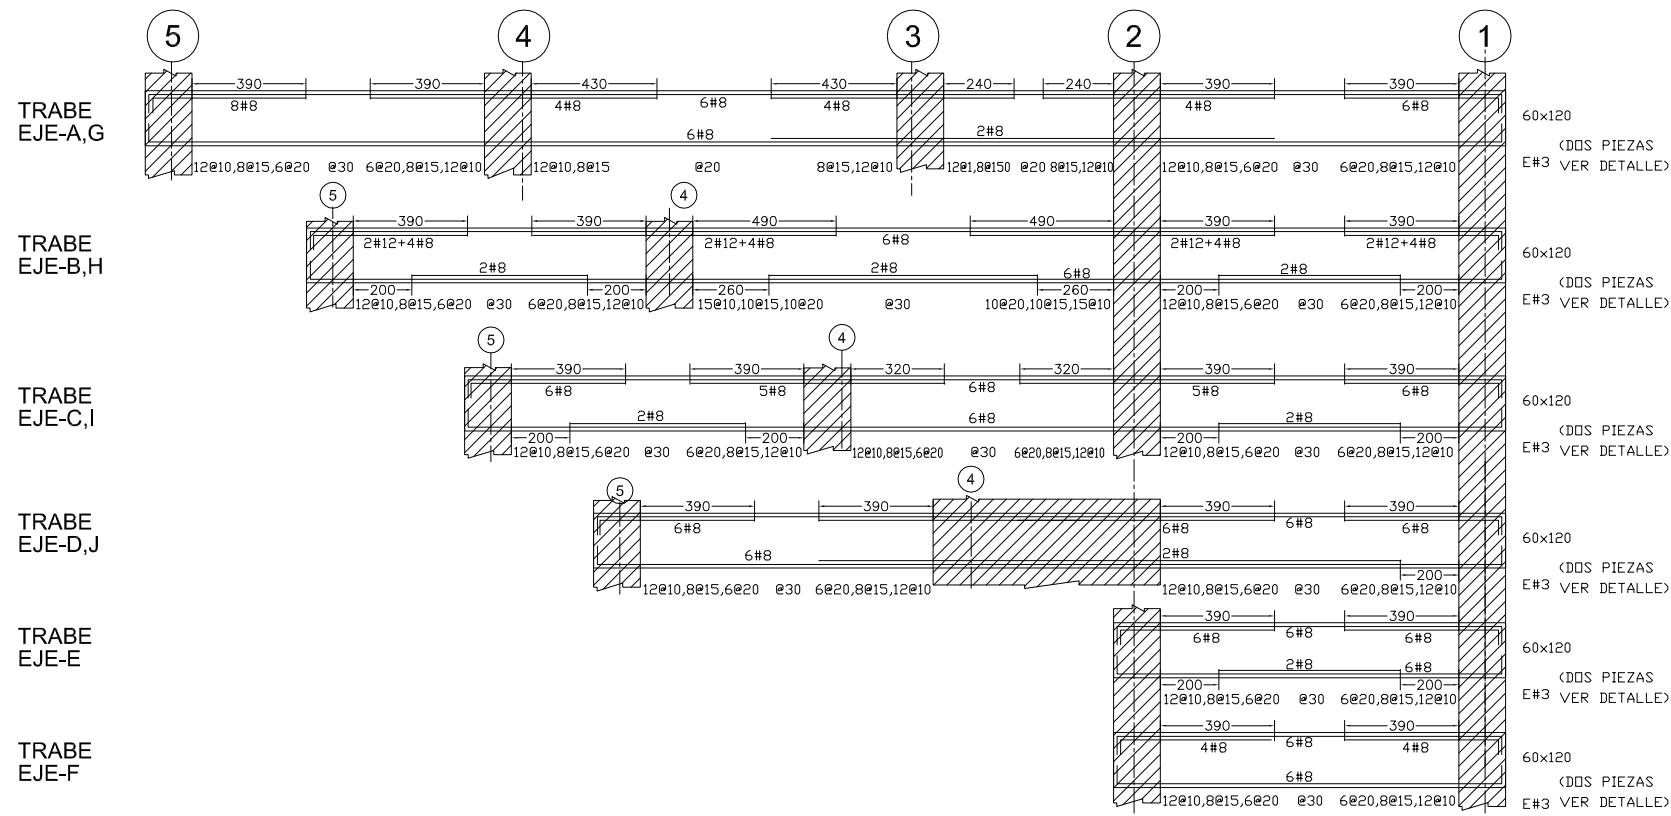 5 4 3 2 1
390 390 430 430 240 240 390 390
TRABE
EJE-A,G
8#8 4#8 6#8 4#8 4#8 6#8
60x120
6#8 2#8
(DOS PIEZAS
12@10,8@15,6@20 @30 6@20,8@15,12@10 12@10,8@15 @20 8@15,12@10 12@1,8@150 @20 8@15,12@10 12@10,8@15,6@20 @30 6@20,8@15,12@10
E#3 VER DETALLE)
5 4
390 390 490 490 390 390
TRABE
EJE-B,H
2#12+4#8 2#12+4#8 6#8 2#12+4#8 2#12+4#8
60x120
2#8 2#8 6#8 2#8
(DOS PIEZAS
200 200 260 260 200 200
12@10,8@15,6@20 @30 6@20,8@15,12@10 15@10,10@15,10@20 @30 10@20,10@15,15@10 12@10,8@15,6@20 @30 6@20,8@15,12@10
E#3 VER DETALLE)
5 4
390 390 320 320 390 390
TRABE
EJE-C,I
6#8 5#8 6#8 5#8 6#8
60x120
2#8 6#8 2#8
(DOS PIEZAS
200 200 200 200
12@10,8@15,6@20 @30 6@20,8@15,12@10 12@10,8@15,6@20 @30 6@20,8@15,12@10 12@10,8@15,6@20 @30 6@20,8@15,12@10
E#3 VER DETALLE)
5 4
390 390 390 390
TRABE
EJE-D,J
6#8 6#8 6#8 6#8
60x120
6#8 2#8
(DOS PIEZAS
200
12@10,8@15,6@20 @30 6@20,8@15,12@10 12@10,8@15,6@20 @30 6@20,8@15,12@10
E#3 VER DETALLE)
390 390
TRABE
EJE-E
6#8 6#8 6#8
60x120
2#8 6#8
(DOS PIEZAS
200 200
12@10,8@15,6@20 @30 6@20,8@15,12@10
E#3 VER DETALLE)
390 390
TRABE
EJE-F
4#8 6#8 4#8
60x120
6#8
(DOS PIEZAS
12@10,8@15,6@20 @30 6@20,8@15,12@10
E#3 VER DETALLE)